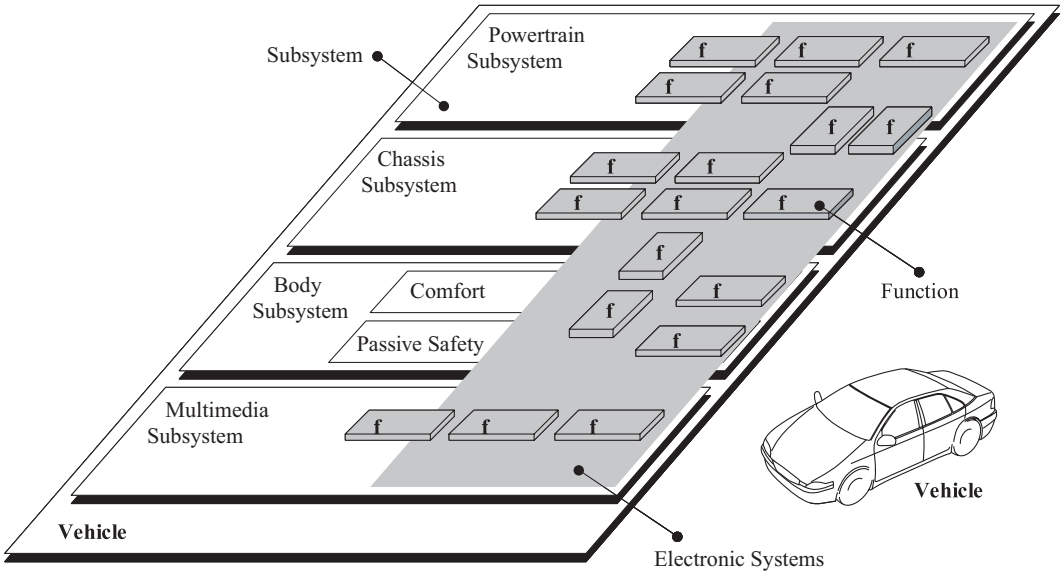 Powertrain
Subsystem
Subsystem
f f f
f f
f f
Chassis
Subsystem
f f
f f f
f
Body
Subsystem
Comfort
f
f
Function
Passive Safety
f
Multimedia
Subsystem
f f f
Vehicle
Vehicle
Electronic Systems